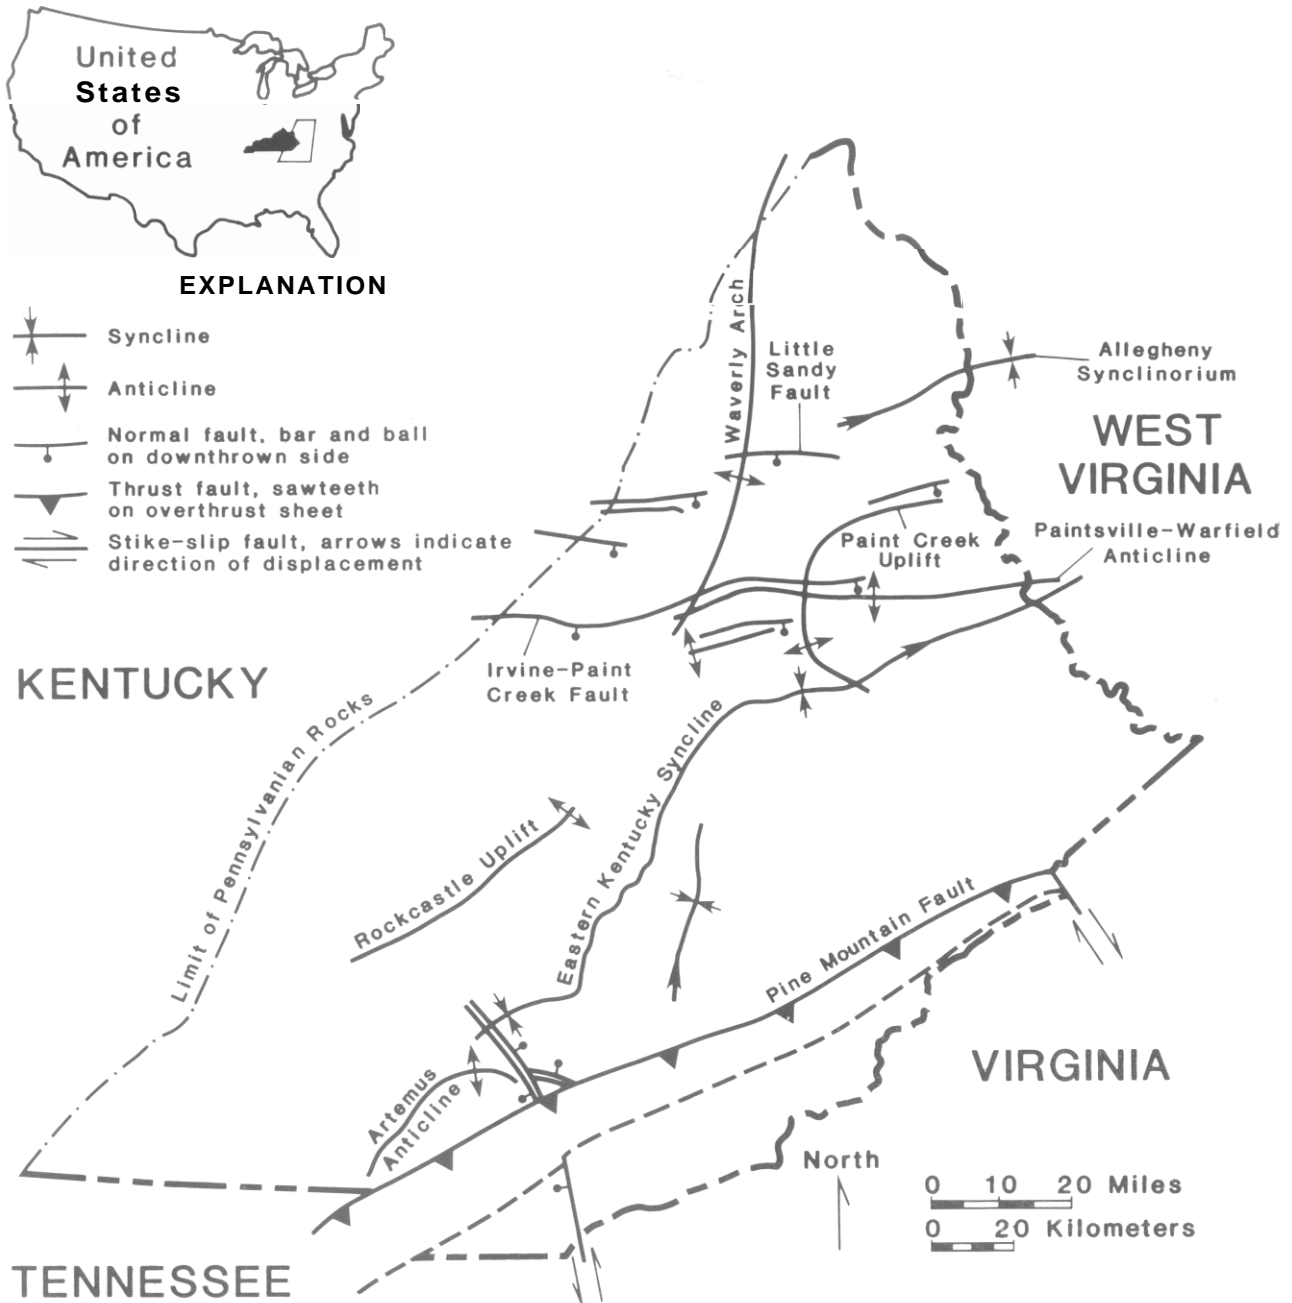 United
States
of
America
EXPLANATION
Syncline
Anticline
Normal fault, bar and ball
on downthrown side
Thrust fault, sawteeth
on overthrust sheet
Stike-slip fault, arrows indicate
direction of displacement
Waverly Arch
Little
Sandy
Fault
Allegheny
Synclinorium
WEST
VIRGINIA
Paint Creek
Uplift
Paintsville-Warfield
Anticline
Irvine-Paint
Creek Fault
KENTUCKY
Limit of Pennsylvanian Rocks
Eastern Kentucky Syncline
Rockcastle Uplift
Pine Mountain Fault
Artemus
Anticline
VIRGINIA
North
0 10 20 Miles
0 20 Kilometers
TENNESSEE